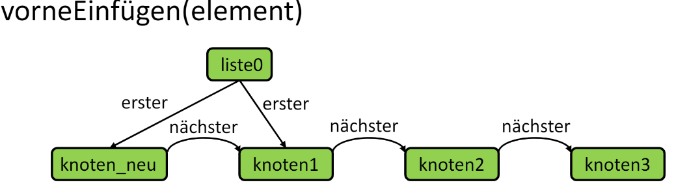 vorneEinfügen(element)
liste0
erster
erster
nächster
nächster
nächster
knoten_neu
knoten1
knoten2
knoten3